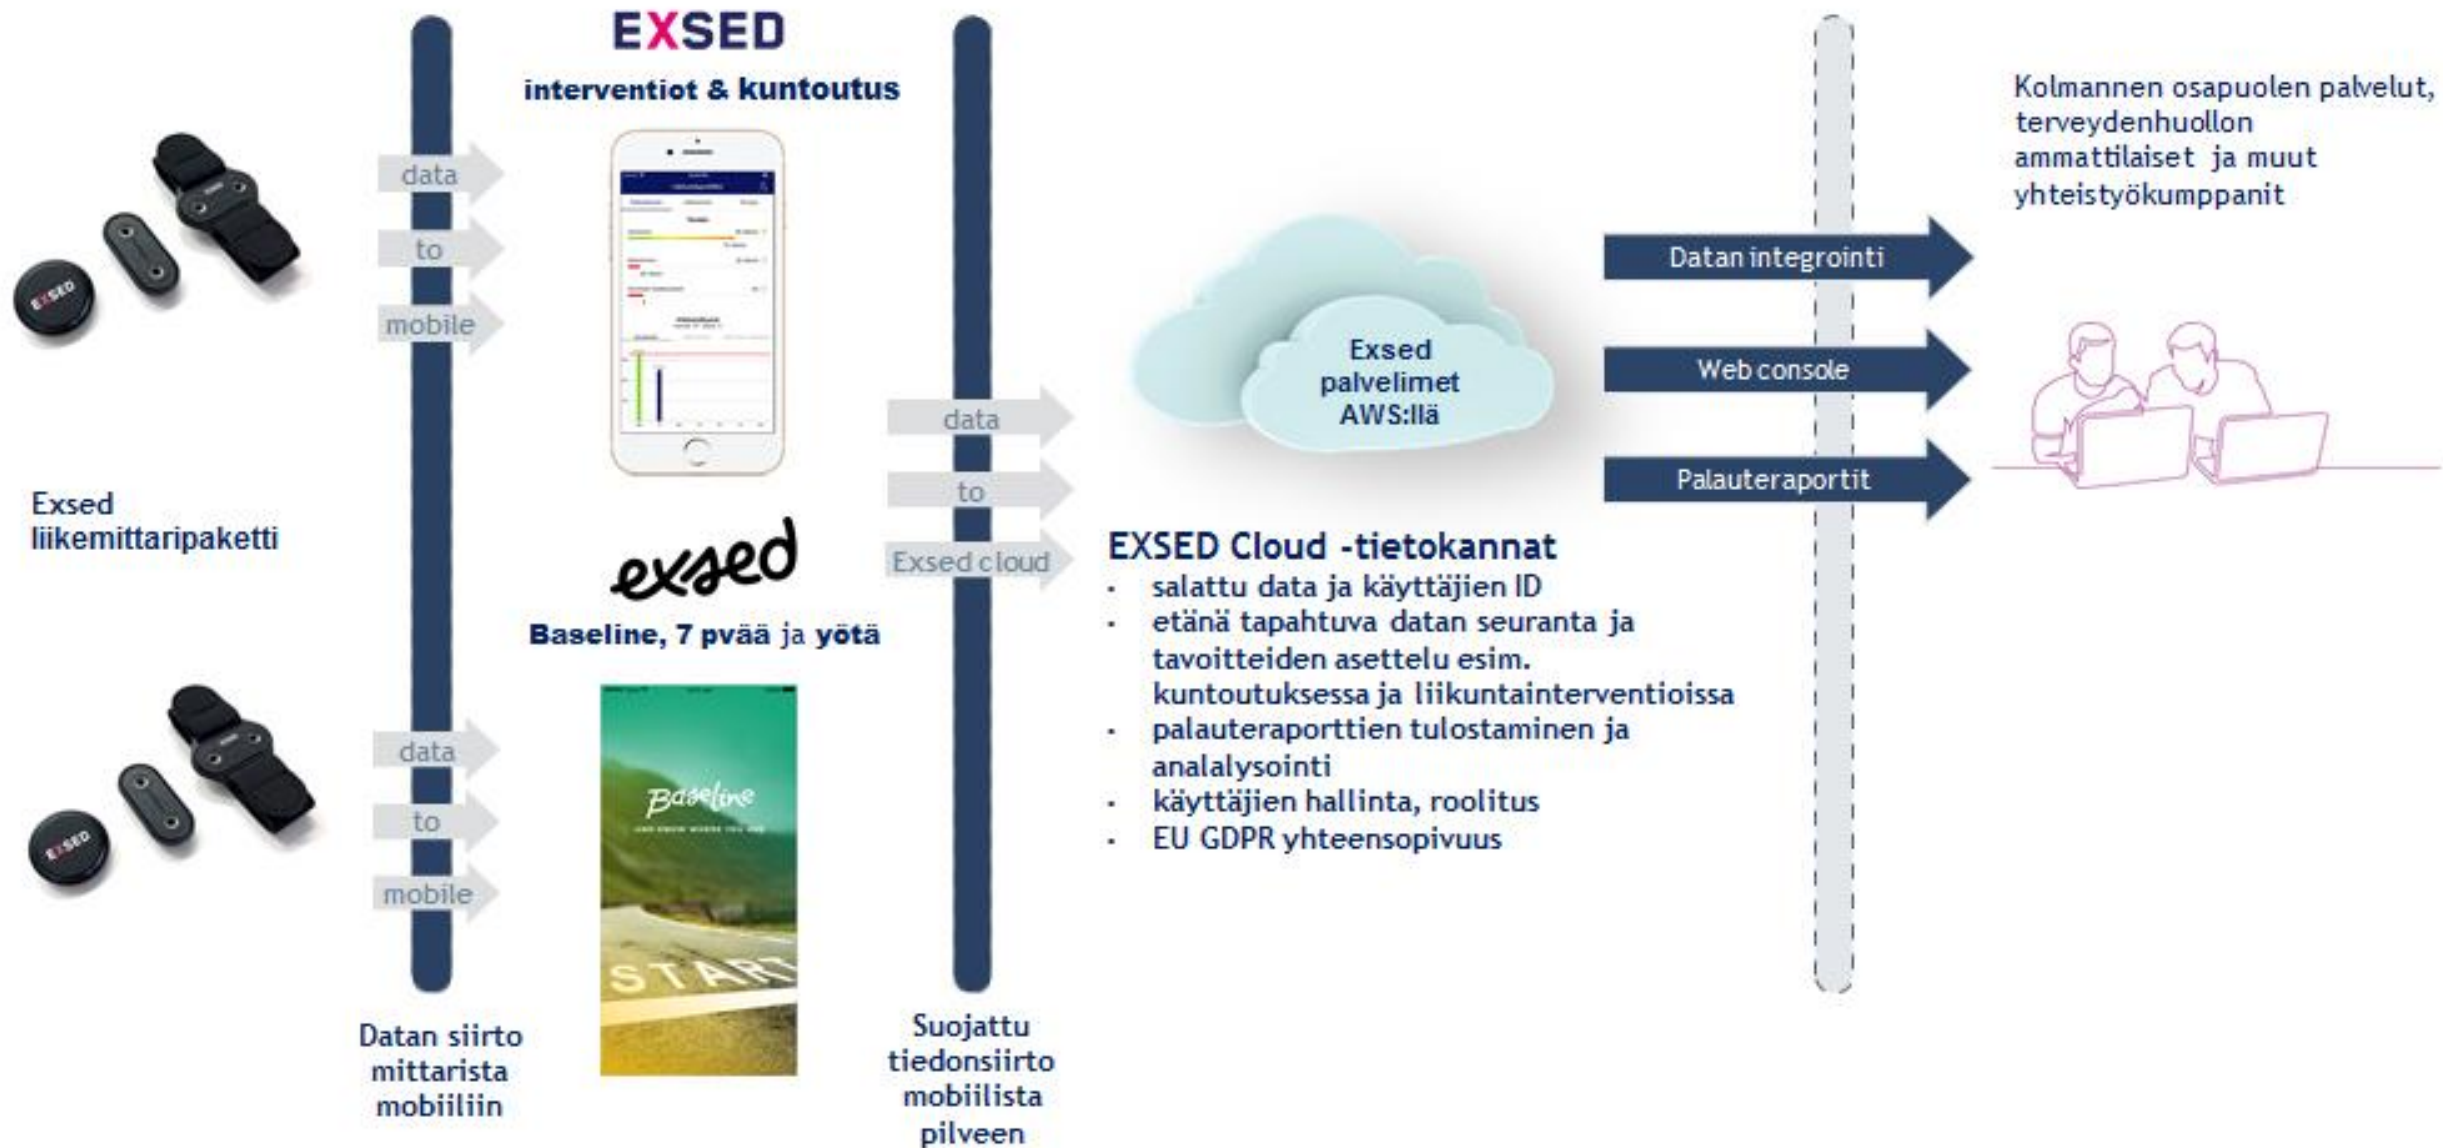 EXSED
interventiot & kuntoutus
data
to
mobile
EXSED
Exsed
liikemittaripaketti
exsed
Baseline, 7 pvää ja yötä
data
to
mobile
EXSED
Baseline
START
Datan siirto
mittarista
mobiiliin
data
to
Exsed cloud
Suojattu
tiedonsiirto
mobiilista
pilveen
Exsed
palvelimet
AWS:llä
EXSED Cloud -tietokannat
· salattu data ja käyttäjien ID
· etänä tapahtuva datan seuranta ja
tavoitteiden asettelu esim.
kuntoutuksessa ja liikuntainterventioissa
· palauteraporttien tulostaminen ja
analalysointi
· käyttäjien hallinta, roolitus
· EU GDPR yhteensopivuus
Datan integrointi
Web console
Palauteraportit
Kolmannen osapuolen palvelut,
terveydenhuollon
ammattilaiset ja muut
yhteistyökumppanit